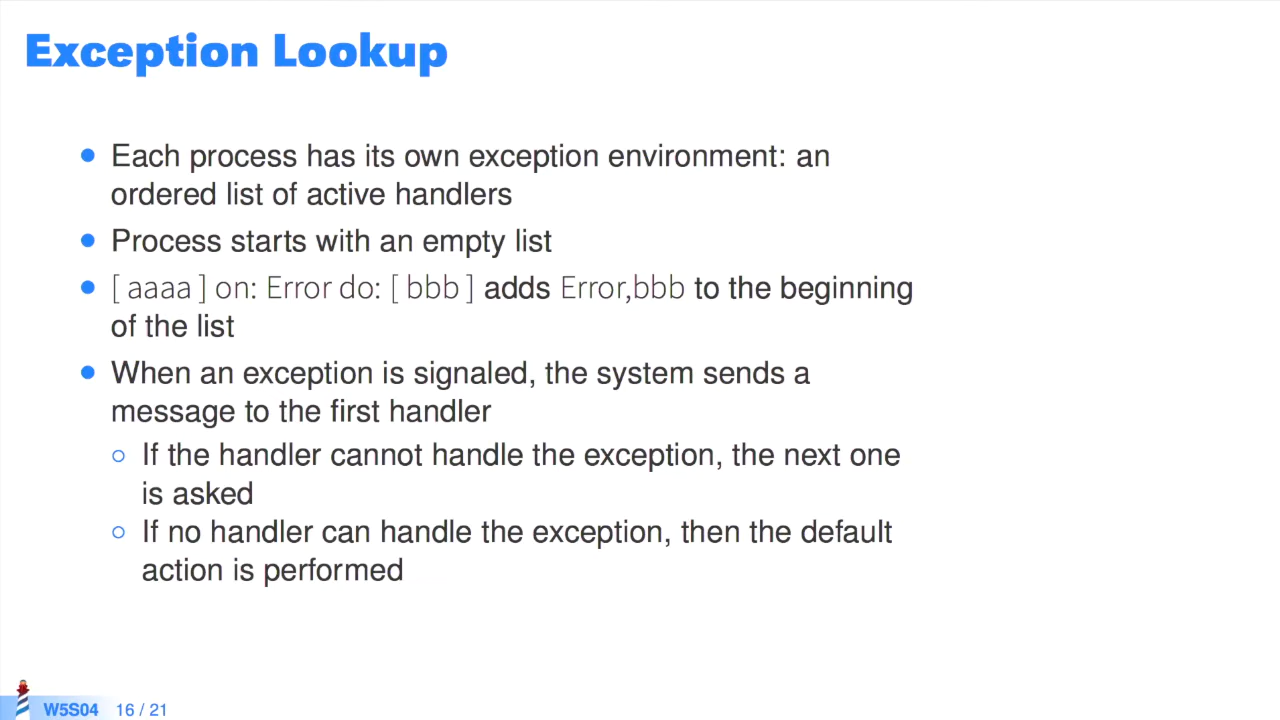 Exception Lookup
Each process has its own exception environment: an
ordered list of active handlers
Process starts with an empty list
[ aaaa ] on: Error do: [ bbb ] adds Error,bbb to the beginning
of the list
When an exception is signaled, the system sends a
message to the first handler
If the handler cannot handle the exception, the next one
is asked
If no handler can handle the exception, then the default
action is performed
W5S04 16 / 21